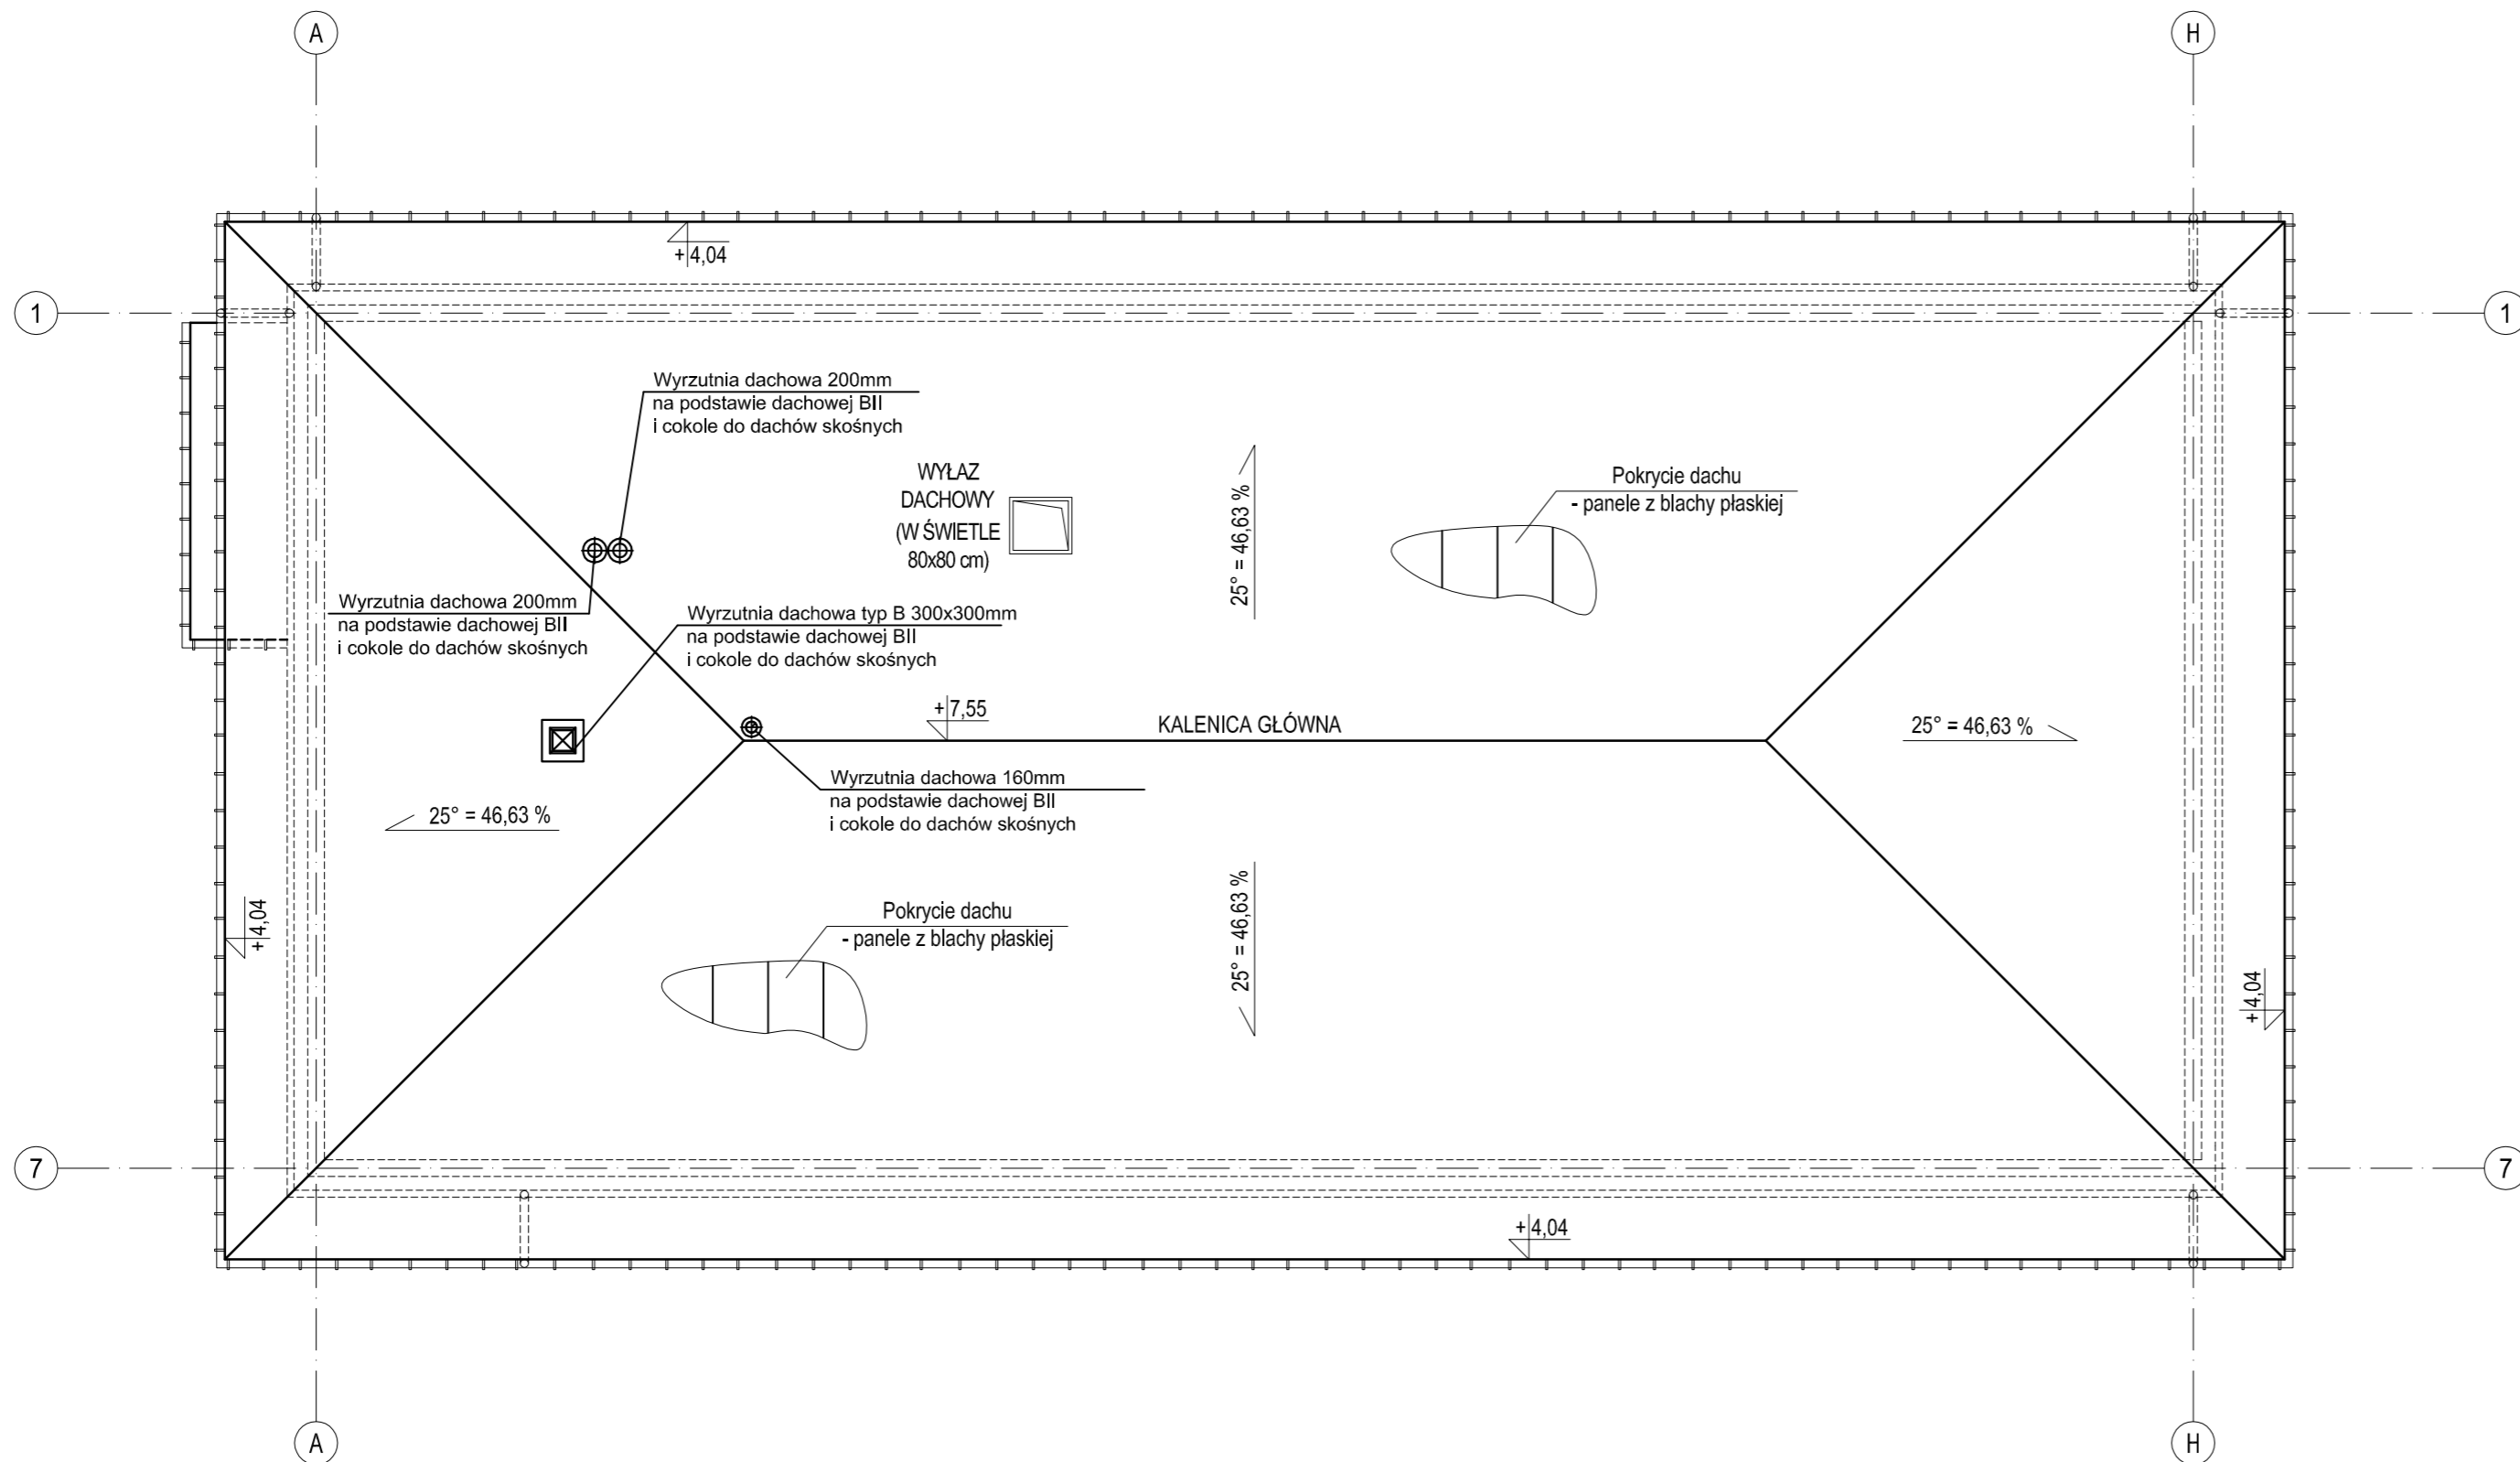 A
H
+4,04
1
1
Wyrzutnia dachowa 200mm
na podstawie dachowej BII
i cokole do dachów skośnych
WYŁAZ
DACHOWY
(W ŚWIETLE
80x80 cm)
25° = 46,63 %
Pokrycie dachu
- panele z blachy płaskiej
Wyrzutnia dachowa 200mm
na podstawie dachowej BII
i cokole do dachów skośnych
Wyrzutnia dachowa typ B 300x300mm
na podstawie dachowej BII
i cokole do dachów skośnych
+7,55
KALENICA GŁÓWNA
25° = 46,63 %
Wyrzutnia dachowa 160mm
na podstawie dachowej BII
i cokole do dachów skośnych
25° = 46,63 %
+4,04
Pokrycie dachu
- panele z blachy płaskiej
25° = 46,63 %
+4,04
7
7
+4,04
A
H